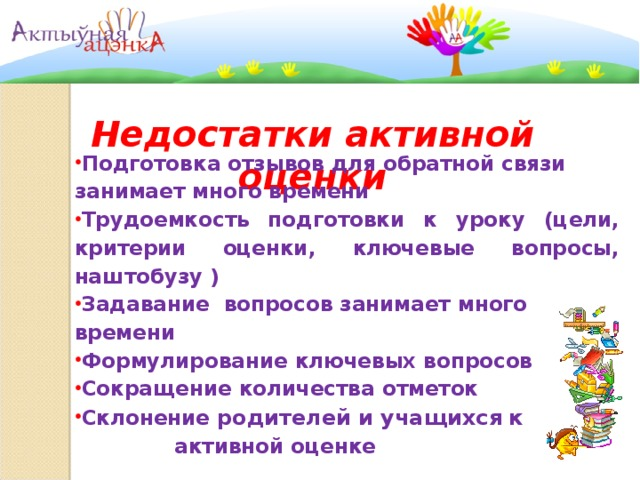 Актыўная
ацэнкА
АА
Недостатки активной
оценки
•Подготовка отзывов для обратной связи
занимает много времени
•Трудоемкость подготовки к уроку (цели,
критерии оценки, ключевые вопросы,
наштобузу )
•Задавание вопросов занимает много
времени
•Формулирование ключевых вопросов
•Сокращение количества отметок
•Склонение родителей и учащихся к
активной оценке